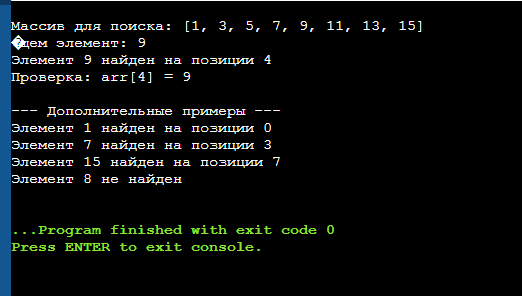 Массив для поиска: [1, 3, 5, 7, 9, 11, 13, 15]
�щем элемент: 9
Элемент 9 найден на позиции 4
Проверка: arr[4] = 9
--- Дополнительные примеры ---
Элемент 1 найден на позиции 0
Элемент 7 найден на позиции 3
Элемент 15 найден на позиции 7
Элемент 8 не найден
...Program finished with exit code 0
Press ENTER to exit console.